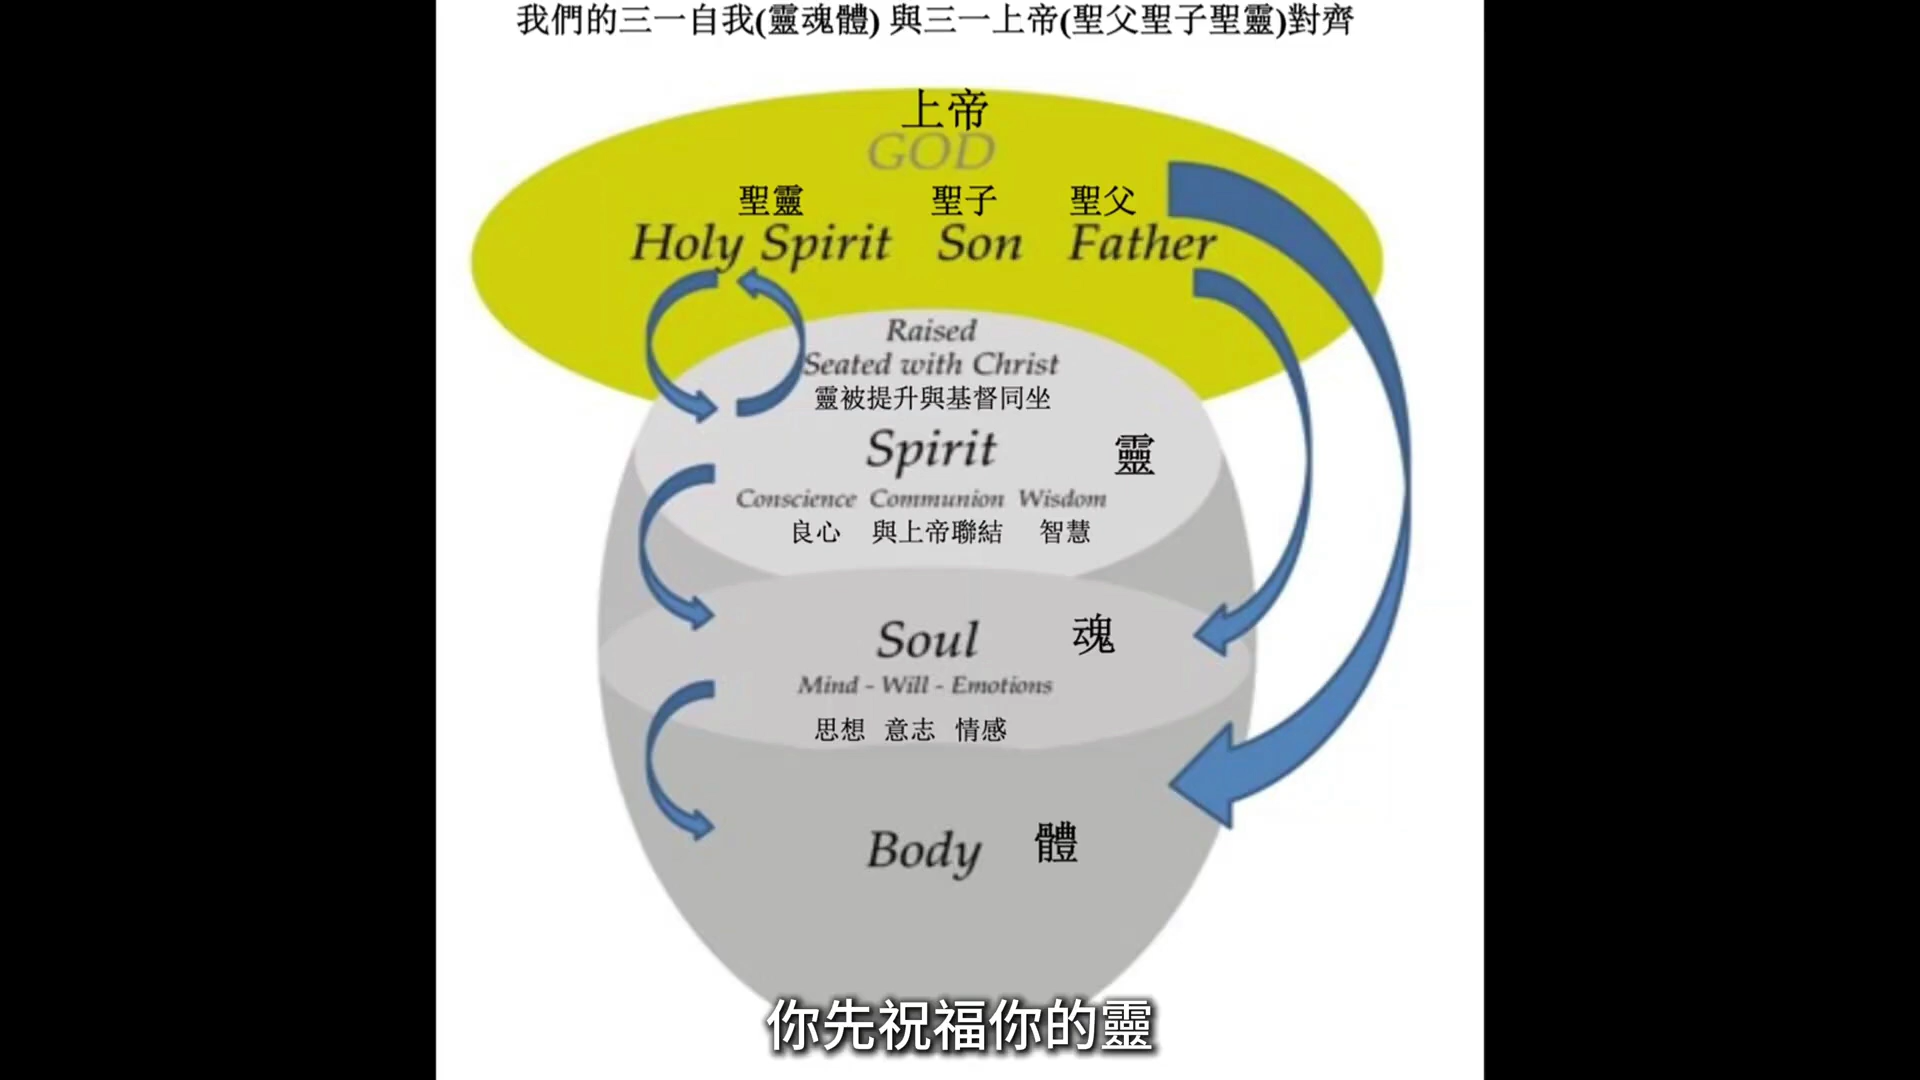 我們的三一自我(靈魂體) 與三一上帝(聖父聖子聖靈)對齊
上帝
GOD
聖靈 聖子 聖父
Holy Spirit Son Father
Raised
Seated with Christ
靈被提升與基督同坐
Spirit 靈
Conscience Communion Wisdom
良心 與上帝聯結 智慧
Soul 魂
Mind - Will - Emotions
思想 意志 情感
Body 體
你先祝福你的靈